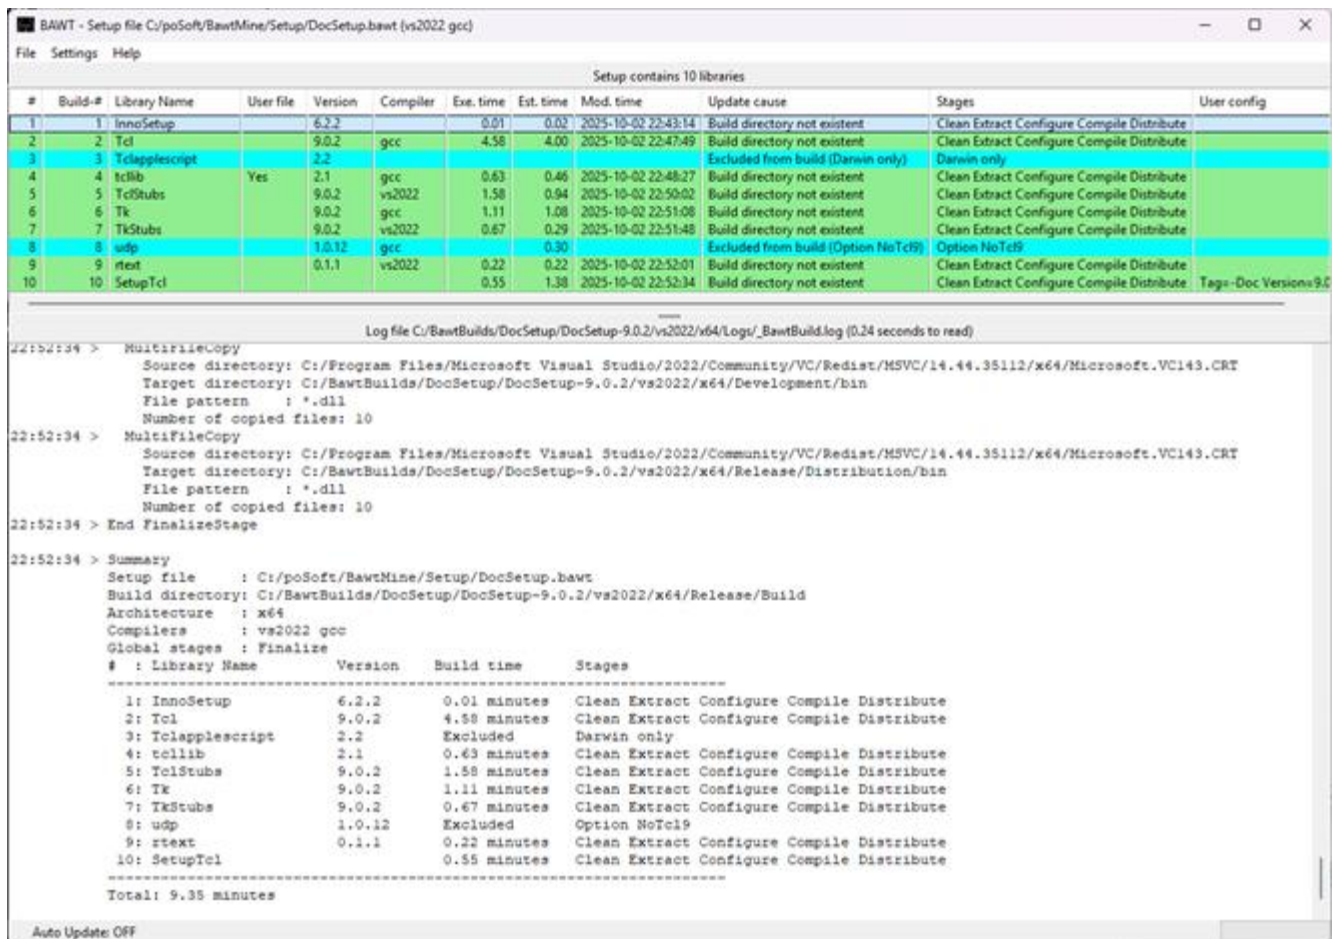 BAWT - Setup file C:/poSoft/BawtMine/Setup/DocSetup.bawt (vs2022 gcc)
File Settings Help
Setup contains 10 libraries
# Build-# Library Name User file Version Compiler Exe. time Est. time Mod. time Update cause Stages User config
1 1 InnoSetup 6.2.2 0.01 0.02 2025-10-02 22:43:14 Build directory not existent Clean Extract Configure Compile Distribute
2 2 Tcl 9.0.2 gcc 4.58 4.00 2025-10-02 22:47:49 Build directory not existent Clean Extract Configure Compile Distribute
3 3 Tclapplescript 2.2 Excluded from build (Darwin only) Darwin only
4 4 tcllib Yes 2.1 gcc 0.63 0.46 2025-10-02 22:48:27 Build directory not existent Clean Extract Configure Compile Distribute
5 5 TclStubs 9.0.2 vs2022 1.58 0.94 2025-10-02 22:50:02 Build directory not existent Clean Extract Configure Compile Distribute
6 6 Tk 9.0.2 gcc 1.11 1.08 2025-10-02 22:51:08 Build directory not existent Clean Extract Configure Compile Distribute
7 7 TkStubs 9.0.2 vs2022 0.67 0.29 2025-10-02 22:51:48 Build directory not existent Clean Extract Configure Compile Distribute
8 8 udp 1.0.12 gcc 0.30 Excluded from build (Option NoTcl9) Option NoTcl9
9 9 rtext 0.1.1 vs2022 0.22 0.22 2025-10-02 22:52:01 Build directory not existent Clean Extract Configure Compile Distribute
10 10 SetupTcl 0.55 1.38 2025-10-02 22:52:34 Build directory not existent Clean Extract Configure Compile Distribute Tag=-Doc Version=9.0
Log file C:/BawtBuilds/DocSetup/DocSetup-9.0.2/vs2022/x64/Logs/_BawtBuild.log (0.24 seconds to read)
22:52:34 > MultiFileCopy
Source directory: C:/Program Files/Microsoft Visual Studio/2022/Community/VC/Redist/MSVC/14.44.35112/x64/Microsoft.VC143.CRT
Target directory: C:/BawtBuilds/DocSetup/DocSetup-9.0.2/vs2022/x64/Development/bin
File pattern : *.dll
Number of copied files: 10
22:52:34 > MultiFileCopy
Source directory: C:/Program Files/Microsoft Visual Studio/2022/Community/VC/Redist/MSVC/14.44.35112/x64/Microsoft.VC143.CRT
Target directory: C:/BawtBuilds/DocSetup/DocSetup-9.0.2/vs2022/x64/Release/Distribution/bin
File pattern : *.dll
Number of copied files: 10
22:52:34 > End FinalizeStage
22:52:34 > Summary
Setup file : C:/poSoft/BawtMine/Setup/DocSetup.bawt
Build directory: C:/BawtBuilds/DocSetup/DocSetup-9.0.2/vs2022/x64/Release/Build
Architecture : x64
Compilers : vs2022 gcc
Global stages : Finalize
# : Library Name Version Build time Stages
1: InnoSetup 6.2.2 0.01 minutes Clean Extract Configure Compile Distribute
2: Tcl 9.0.2 4.58 minutes Clean Extract Configure Compile Distribute
3: Tclapplescript 2.2 Excluded Darwin only
4: tcllib 2.1 0.63 minutes Clean Extract Configure Compile Distribute
5: TclStubs 9.0.2 1.58 minutes Clean Extract Configure Compile Distribute
6: Tk 9.0.2 1.11 minutes Clean Extract Configure Compile Distribute
7: TkStubs 9.0.2 0.67 minutes Clean Extract Configure Compile Distribute
8: udp 1.0.12 Excluded Option NoTcl9
9: rtext 0.1.1 0.22 minutes Clean Extract Configure Compile Distribute
10: SetupTcl 0.55 minutes Clean Extract Configure Compile Distribute
Total: 9.35 minutes
Auto Update: OFF